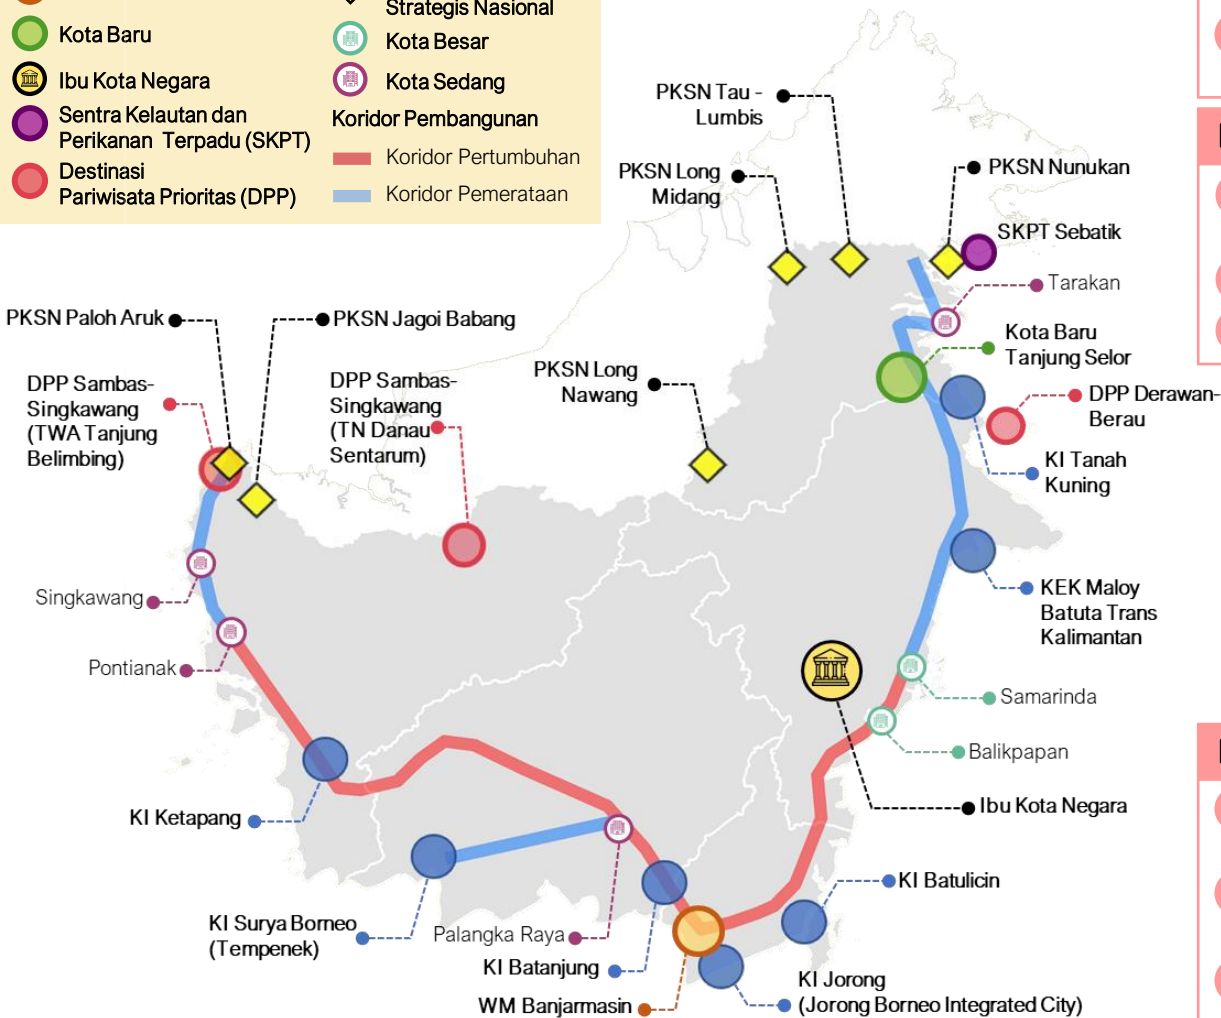 Strategis Nasional
Kota Baru
Kota Besar
Ibu Kota Negara
Kota Sedang
Sentra Kelautan dan
Perikanan Terpadu (SKPT)
Koridor Pembangunan
Koridor Pertumbuhan
Destinasi
Pariwisata Prioritas (DPP)
Koridor Pemerataan
PKSN Tau -
Lumbis
PKSN Long
Midang
PKSN Nunukan
SKPT Sebatik
Tarakan
PKSN Paloh Aruk
PKSN Jagoi Babang
Kota Baru
Tanjung Selor
DPP Sambas-
Singkawang
(TWA Tanjung
Belimbing)
DPP Sambas-
Singkawang
(TN Danau
Sentarum)
PKSN Long
Nawang
DPP Derawan-
Berau
KI Tanah
Kuning
KEK Maloy
Batuta Trans
Kalimantan
Singkawang
Pontianak
Samarinda
Balikpapan
Ibu Kota Negara
KI Ketapang
KI Batulicin
KI Surya Borneo
(Tempenek)
Palangka Raya
KI Batanjung
WM Banjarmasin
KI Jorong
(Jorong Borneo Integrated City)